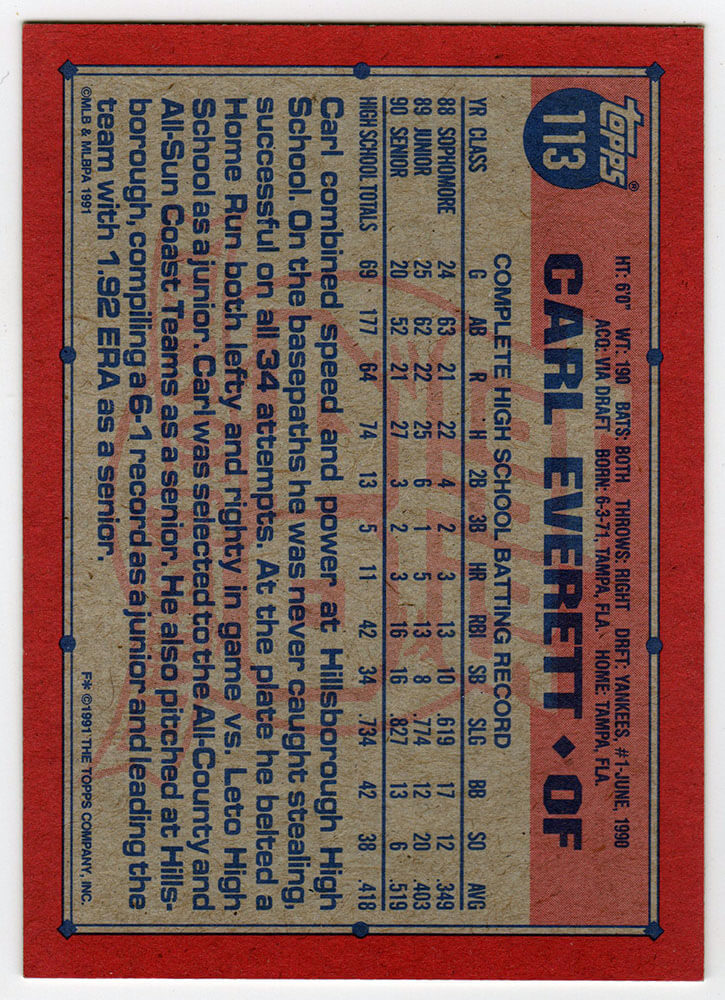 topps®
113
HT: 6'0" WT: 190 BATS: BOTH THROWS: RIGHT DRFT: YANKEES, #1-JUNE, 1990
ACQ: VIA DRAFT BORN: 6-3-71, TAMPA, FLA. HOME: TAMPA, FLA.
CARL EVERETT ◆ OF
COMPLETE HIGH SCHOOL BATTING RECORD
YR CLASS G AB R H 2B 3B HR RBI SB SLG BB SO AVG
88 SOPHOMORE 24 63 21 22 4 2 3 13 10 .619 17 12 .349
89 JUNIOR 25 62 22 25 6 1 5 13 8 .774 12 20 .403
90 SENIOR 20 52 21 27 3 2 3 16 16 .827 13 6 .519
HIGH SCHOOL TOTALS 69 177 64 74 13 5 11 42 34 .734 42 38 .418
Carl combined speed and power at Hillsborough High
School. On the basepaths he was never caught stealing,
successful on all 34 attempts. At the plate he belted a
Home Run both lefty and righty in game vs. Leto High
School as a junior. Carl was selected to the All-County and
All-Sun Coast Teams as a senior. He also pitched at Hills-
borough, compiling a 6-1 record as a junior and leading the
team with 1.92 ERA as a senior.
©MLB & MLBPA 1991
F* ©1991 THE TOPPS COMPANY, INC.